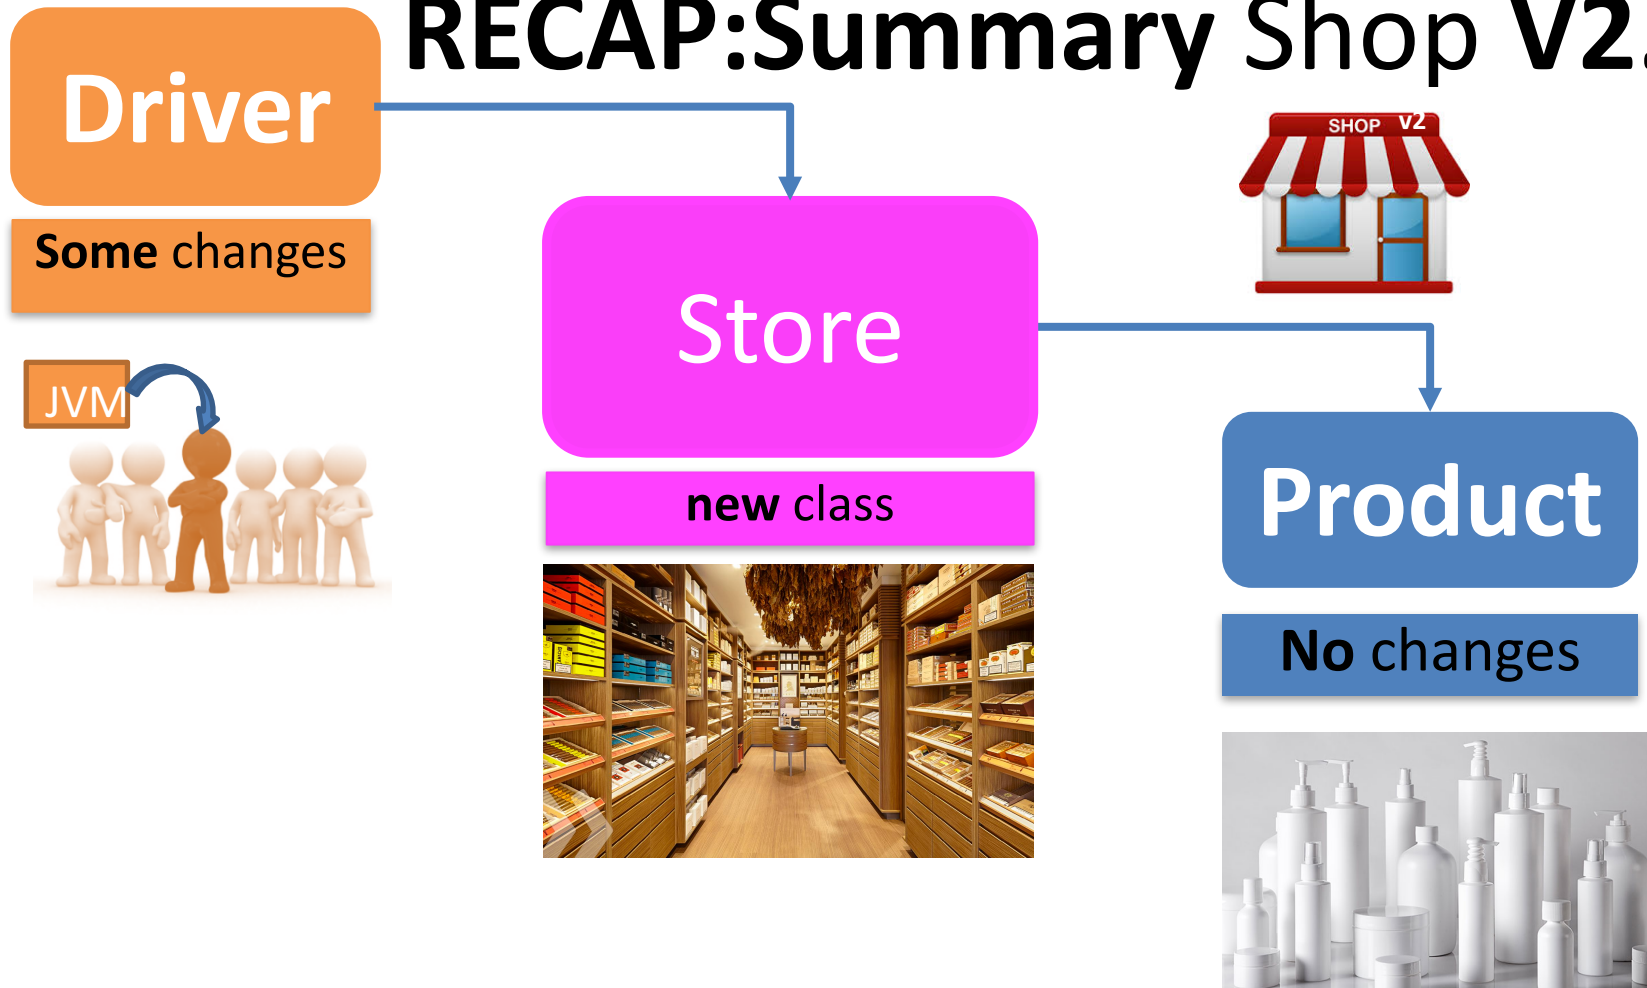 RECAP:Summary Shop V2.
Driver
SHOP v2
Some changes
Store
JVM
new class
Product
No changes